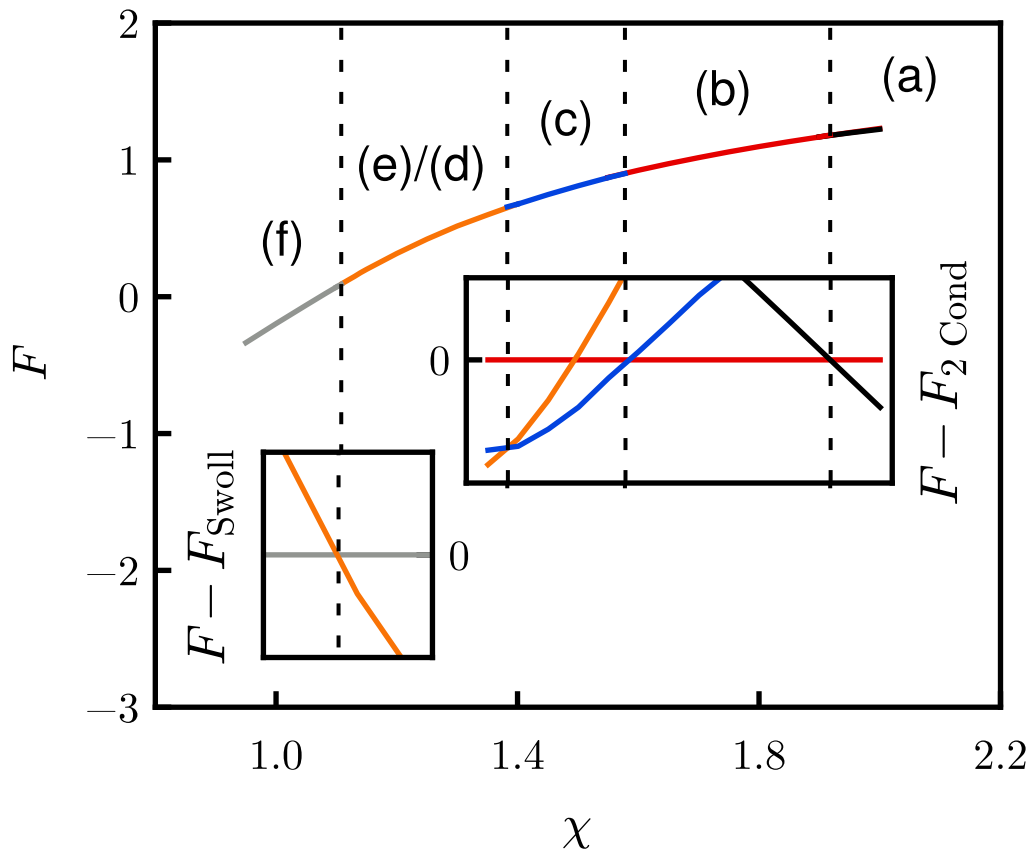 2
(a)
(b)
(c)
1
(e)/(d)
(f)
0
F
0
F − F2 Cond
−1
F − FSwoll
0
−2
−3
1.0 1.4 1.8 2.2
χ